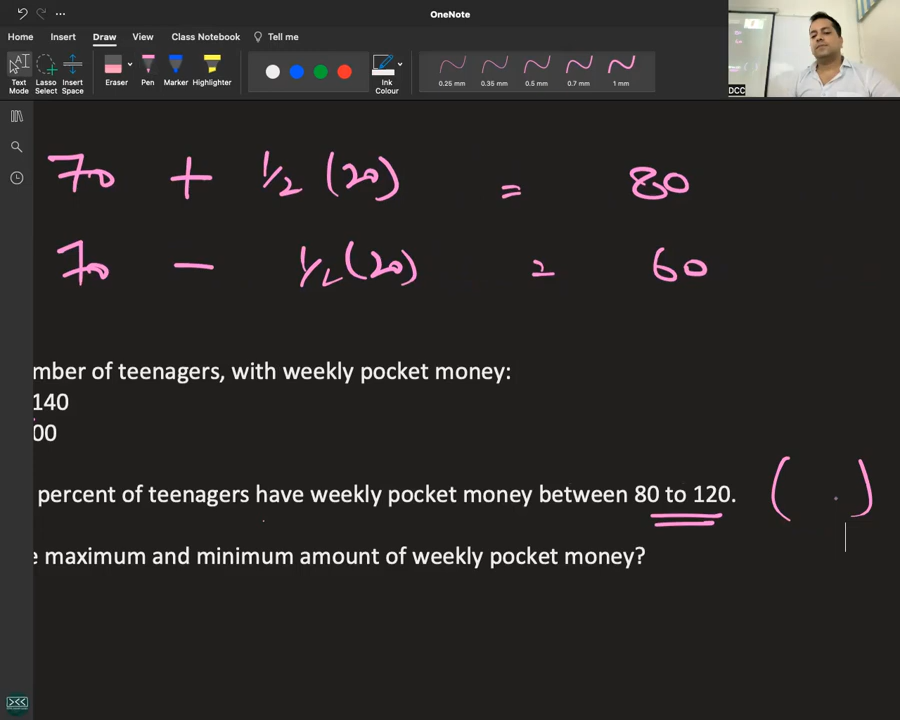 OneNote
Home Insert Draw View Class Notebook Tell me
Text Mode Lasso Select Insert Space Eraser Pen Marker Highlighter Ink Colour 0.25 mm 0.35 mm 0.5 mm 0.7 mm 1 mm
DCC
70 + 1/2 (20) = 80
70 - 1/2 (20) = 60
mber of teenagers, with weekly pocket money:
140
00
percent of teenagers have weekly pocket money between 80 to 120. ( )
e maximum and minimum amount of weekly pocket money?